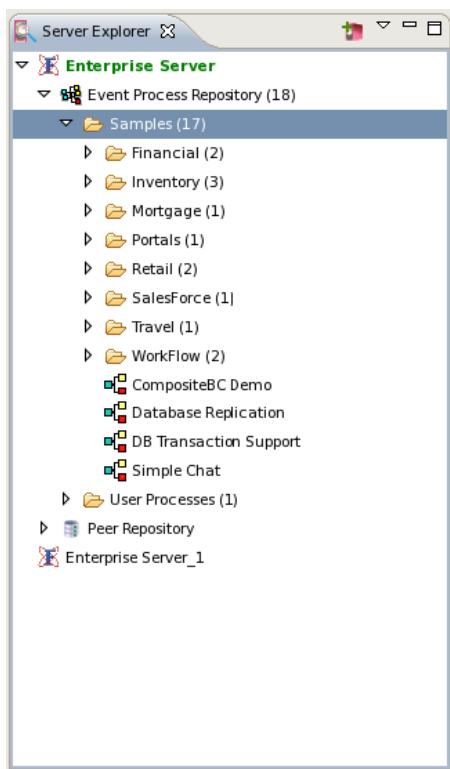 Server Explorer
Enterprise Server
Event Process Repository (18)
Samples (17)
Financial (2)
Inventory (3)
Mortgage (1)
Portals (1)
Retail (2)
SalesForce (1)
Travel (1)
WorkFlow (2)
CompositeBC Demo
Database Replication
DB Transaction Support
Simple Chat
User Processes (1)
Peer Repository
Enterprise Server_1